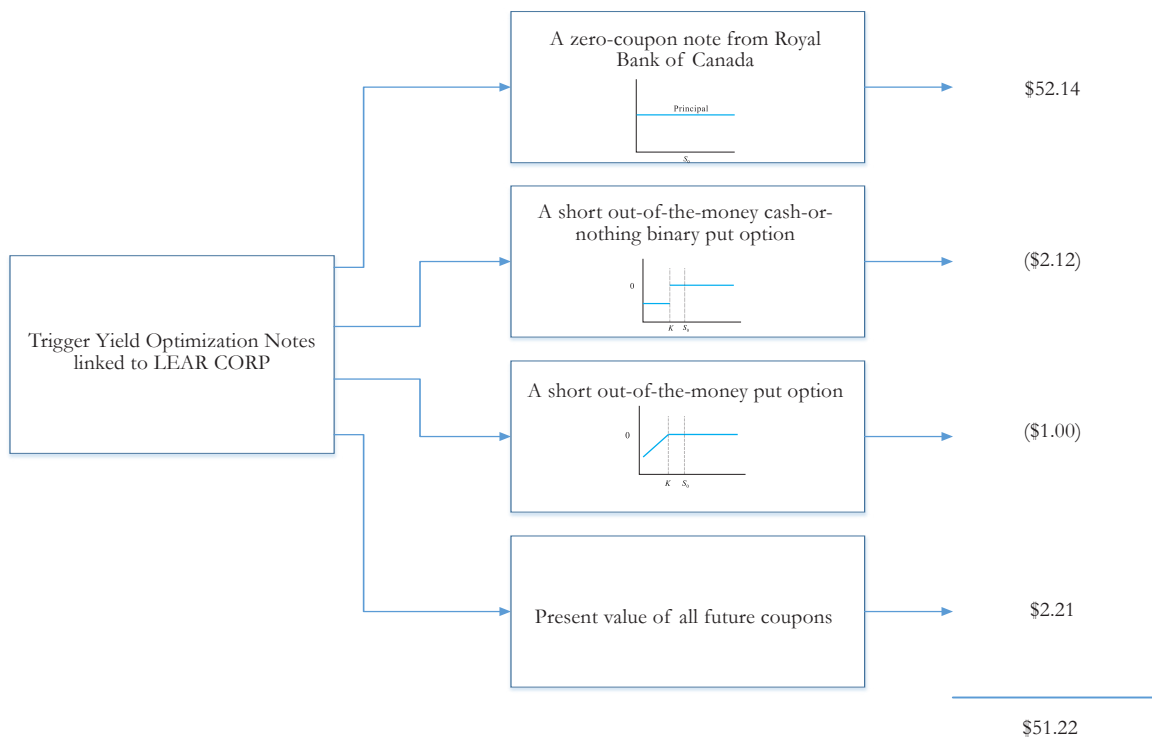 A zero-coupon note from Royal
Bank of Canada
Principal
S₀
$52.14
A short out-of-the-money cash-or-
nothing binary put option
0
K S₀
($2.12)
Trigger Yield Optimization Notes
linked to LEAR CORP
A short out-of-the-money put option
0
K S₀
($1.00)
Present value of all future coupons
$2.21
$51.22